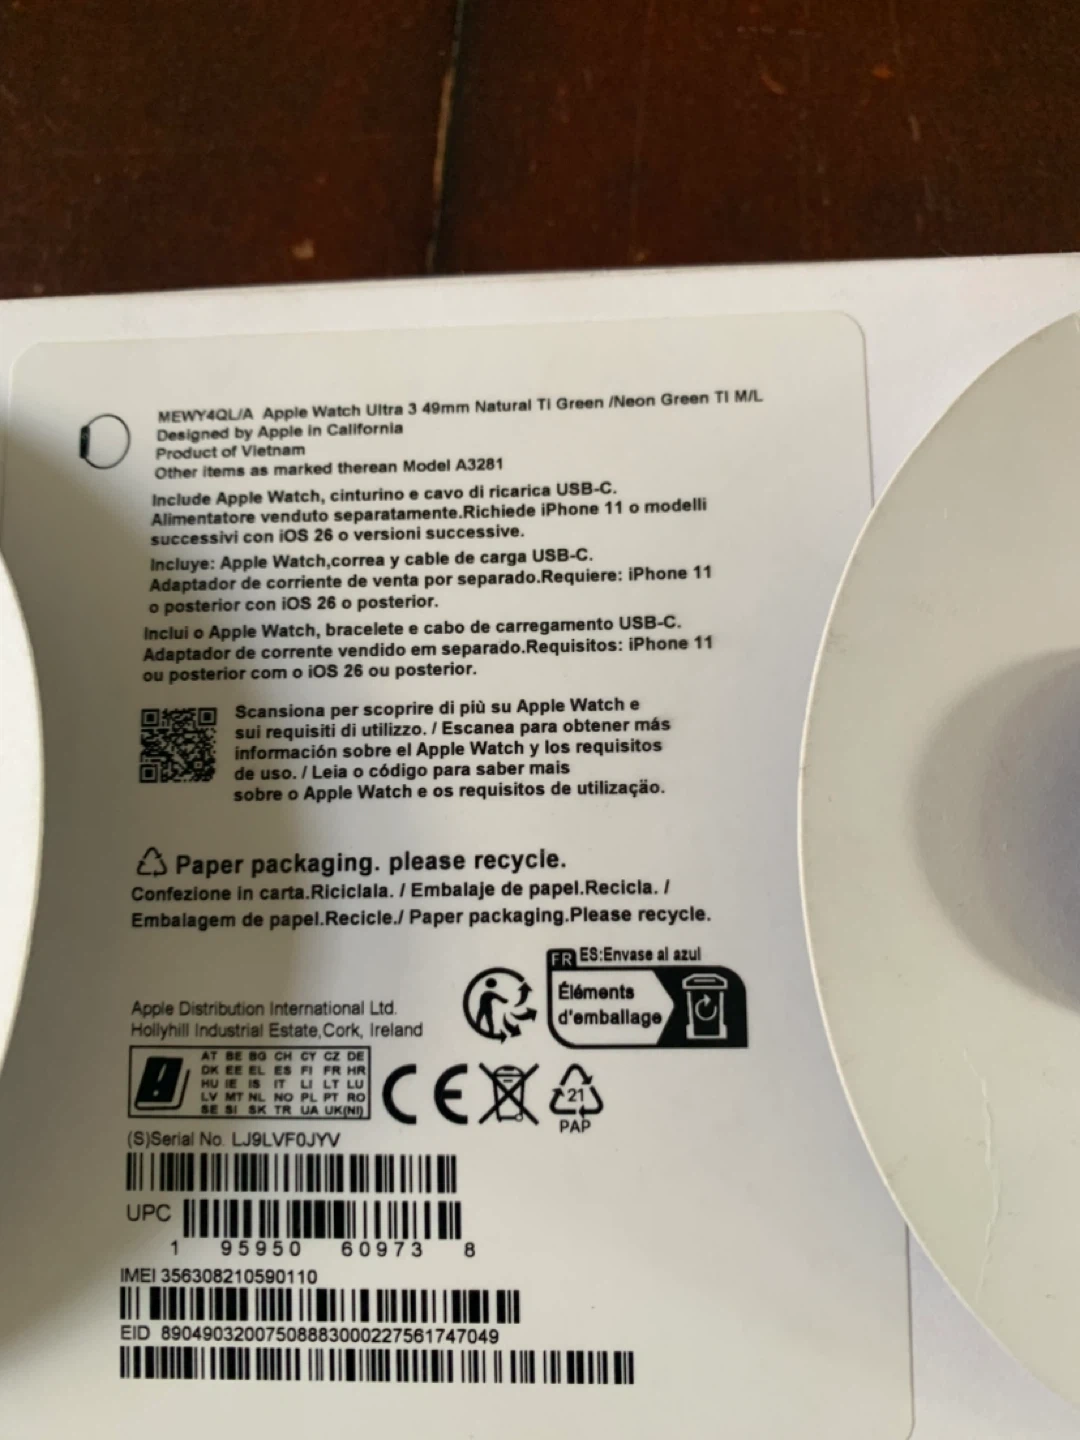 MEWY4QL/A Apple Watch Ultra 3 49mm Natural TI Green /Neon Green TI M/L
Designed by Apple in California
Product of Vietnam
Other items as marked therean Model A3281
Include Apple Watch, cinturino e cavo di ricarica USB-C.
Alimentatore venduto separatamente.Richiede iPhone 11 o modelli
successivi con iOS 26 o versioni successive.
Incluye: Apple Watch,correa y cable de carga USB-C.
Adaptador de corriente de venta por separado.Requiere: iPhone 11
o posterior con iOS 26 o posterior.
Inclui o Apple Watch, bracelete e cabo de carregamento USB-C.
Adaptador de corrente vendido em separado.Requisitos: iPhone 11
ou posterior com o iOS 26 ou posterior.
Scansiona per scoprire di più su Apple Watch e
sui requisiti di utilizzo. / Escanea para obtener más
información sobre el Apple Watch y los requisitos
de uso. / Leia o código para saber mais
sobre o Apple Watch e os requisitos de utilização.
Paper packaging. please recycle.
Confezione in carta.Riciclala. / Embalaje de papel.Recicla. /
Embalagem de papel.Recicle./ Paper packaging.Please recycle.
FR ES:Envase al azul
Éléments
d'emballage
Apple Distribution International Ltd.
Hollyhill Industrial Estate,Cork, Ireland
AT BE BG CH CY CZ DE
DK EE EL ES FI FR HR
HU IE IS IT LI LT LU
LV MT NL NO PL PT RO
SE SI SK TR UA UK(NI)
CE
21
PAP
(S)Serial No. LJ9LVF0JYV
UPC
1 95950 60973 8
IMEI 356308210590110
EID 89049032007508883000227561747049